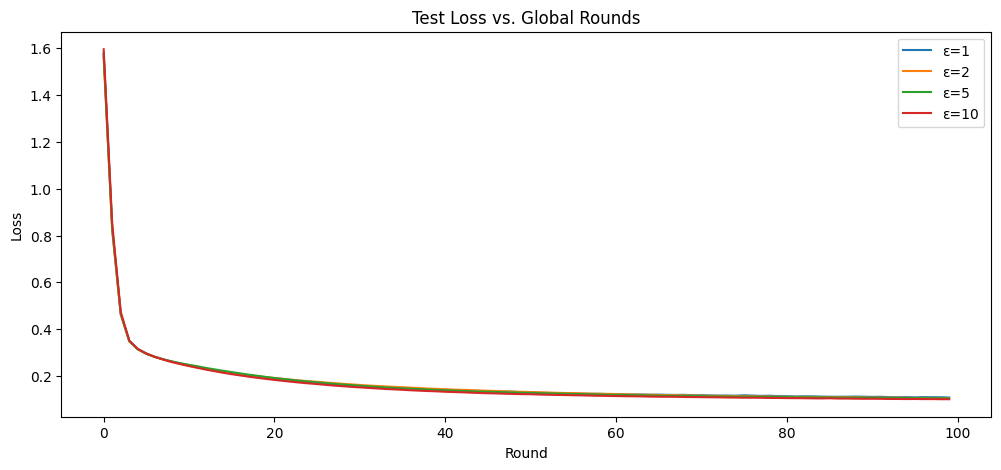 Test Loss vs. Global Rounds
ε=1
ε=2
ε=5
ε=10
1.6
1.4
1.2
1.0
0.8
0.6
0.4
0.2
Loss
0 20 40 60 80 100
Round